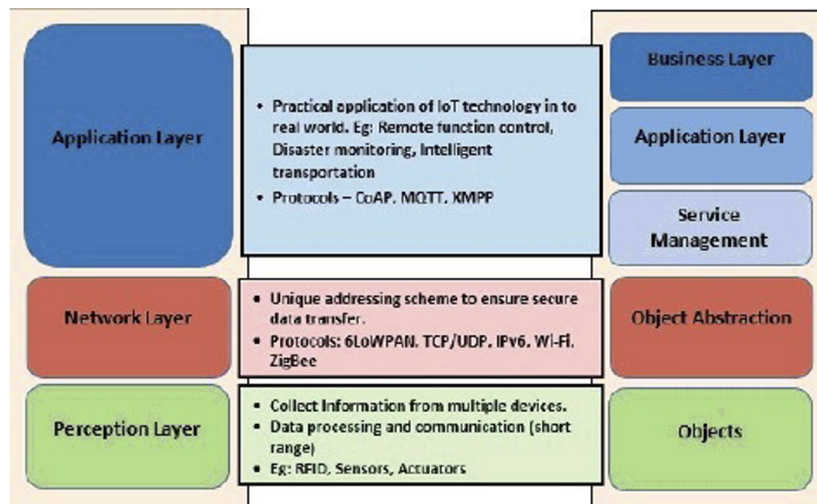 Application Layer
• Practical application of IoT technology in to
real world. Eg: Remote function control,
Disaster monitoring, Intelligent
transportation
• Protocols – CoAP, MQTT, XMPP
Business Layer
Application Layer
Service
Management
Network Layer
• Unique addressing scheme to ensure secure
data transfer.
• Protocols: 6LoWPAN, TCP/UDP, IPv6, Wi-Fi,
ZigBee
Object Abstraction
Perception Layer
• Collect Information from multiple devices.
• Data processing and communication (short
range)
• Eg: RFID, Sensors, Actuators
Objects